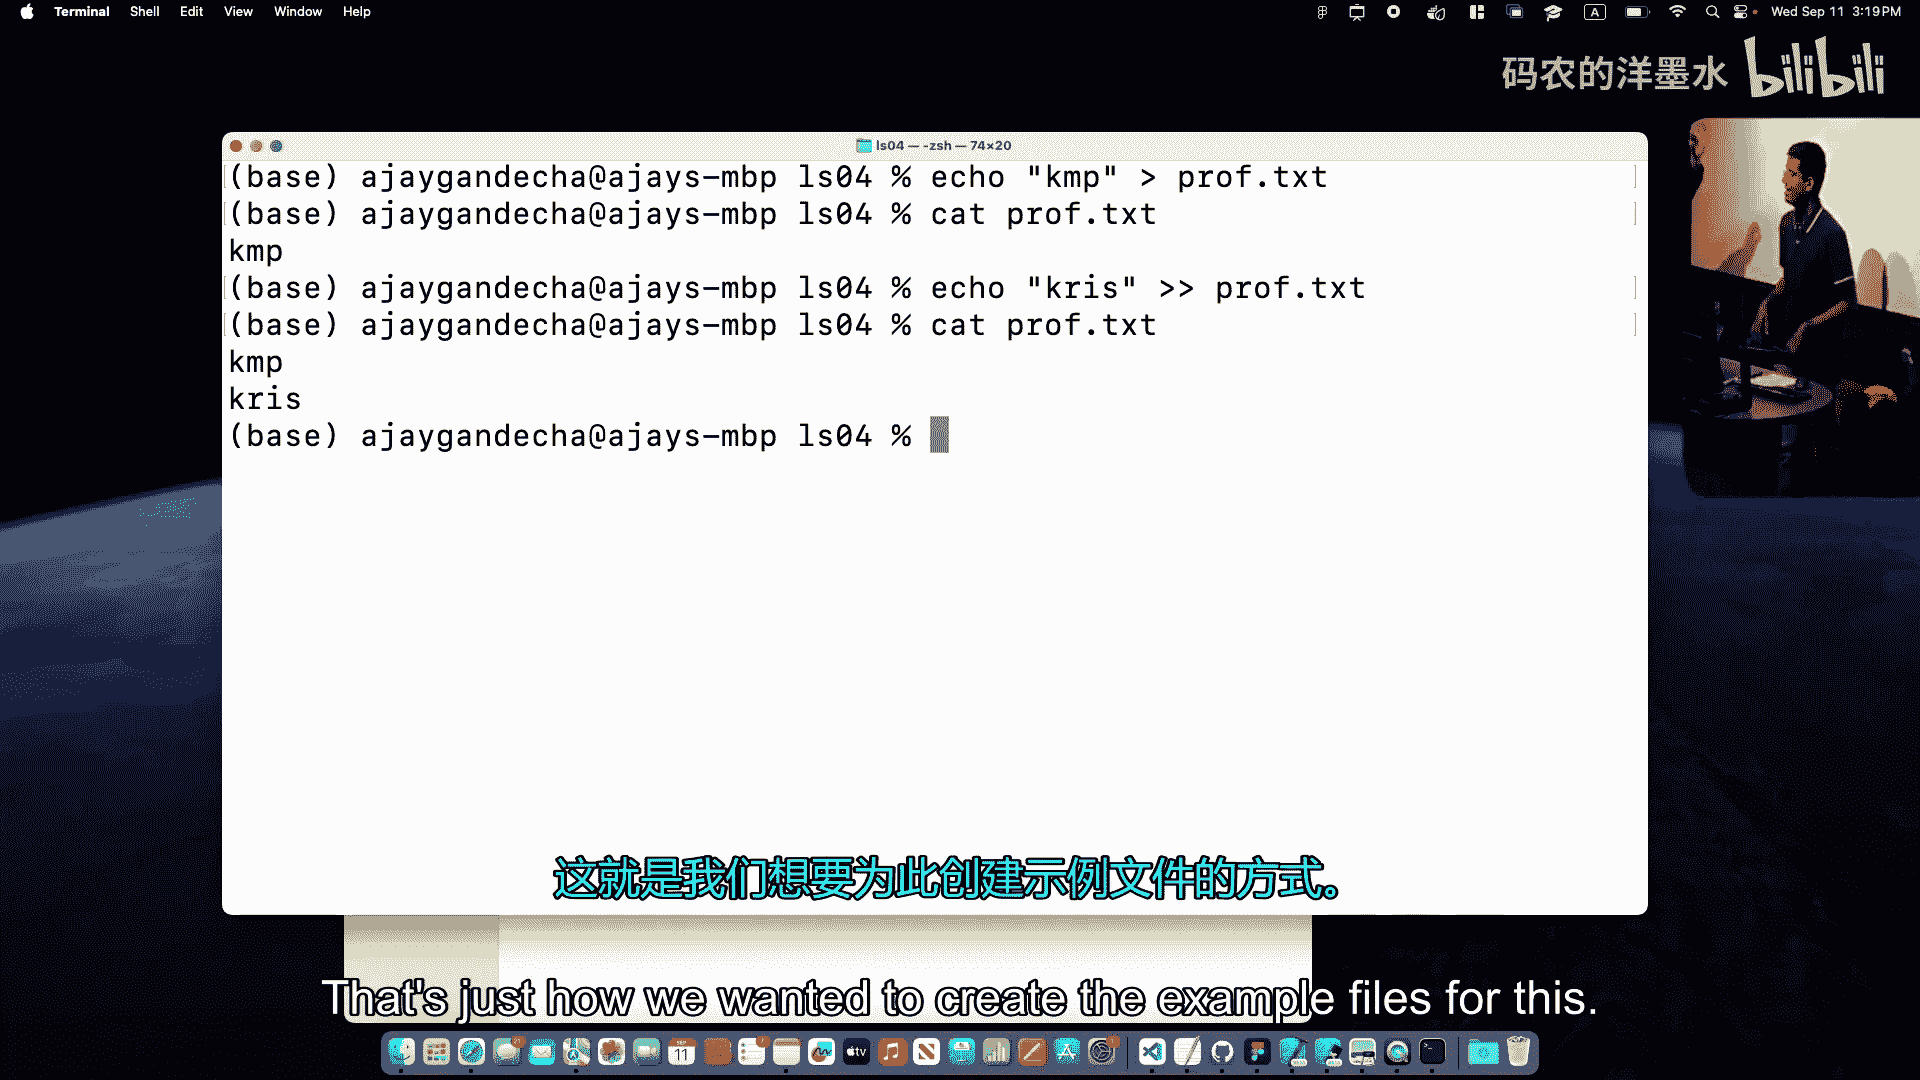 Terminal Shell Edit View Window Help
A
Wed Sep 11 3:19 PM
码农的洋墨水 bilibili
ls04 — -zsh — 74×20
(base) ajaygandecha@ajays-mbp ls04 % echo "kmp" > prof.txt
(base) ajaygandecha@ajays-mbp ls04 % cat prof.txt
kmp
(base) ajaygandecha@ajays-mbp ls04 % echo "kris" >> prof.txt
(base) ajaygandecha@ajays-mbp ls04 % cat prof.txt
kmp
kris
(base) ajaygandecha@ajays-mbp ls04 %
这就是我们想要为此创建示例文件的方式。
That's just how we wanted to create the example files for this.
11
tv